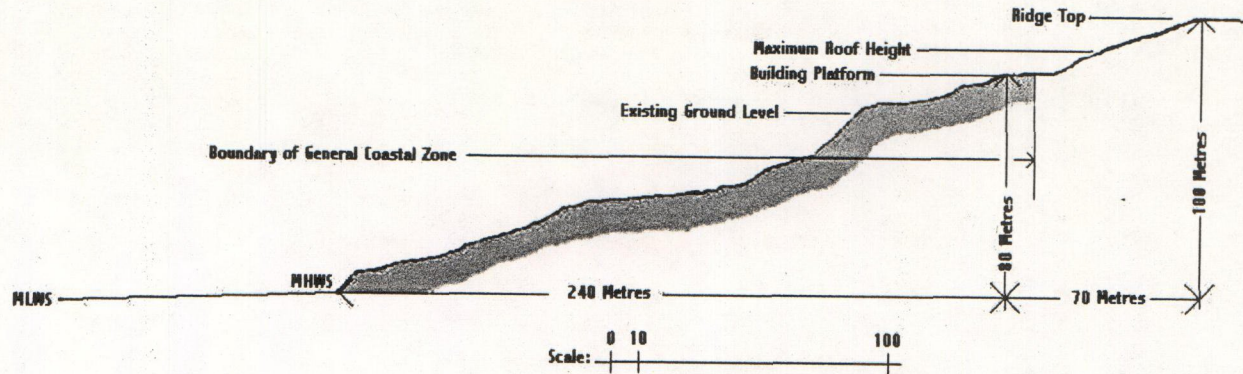 Ridge Top
Maximum Roof Height
Building Platform
Existing Ground Level
Boundary of General Coastal Zone
80 Metres
100 Metres
MHWS
MLWS
240 Metres
70 Metres
0 10 100
Scale: